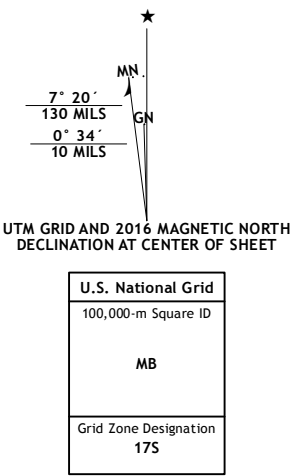 ★
MN
7° 20´
130 MILS
GN
0° 34´
10 MILS
UTM GRID AND 2016 MAGNETIC NORTH
DECLINATION AT CENTER OF SHEET
U.S. National Grid
100,000-m Square ID
MB
Grid Zone Designation
17S